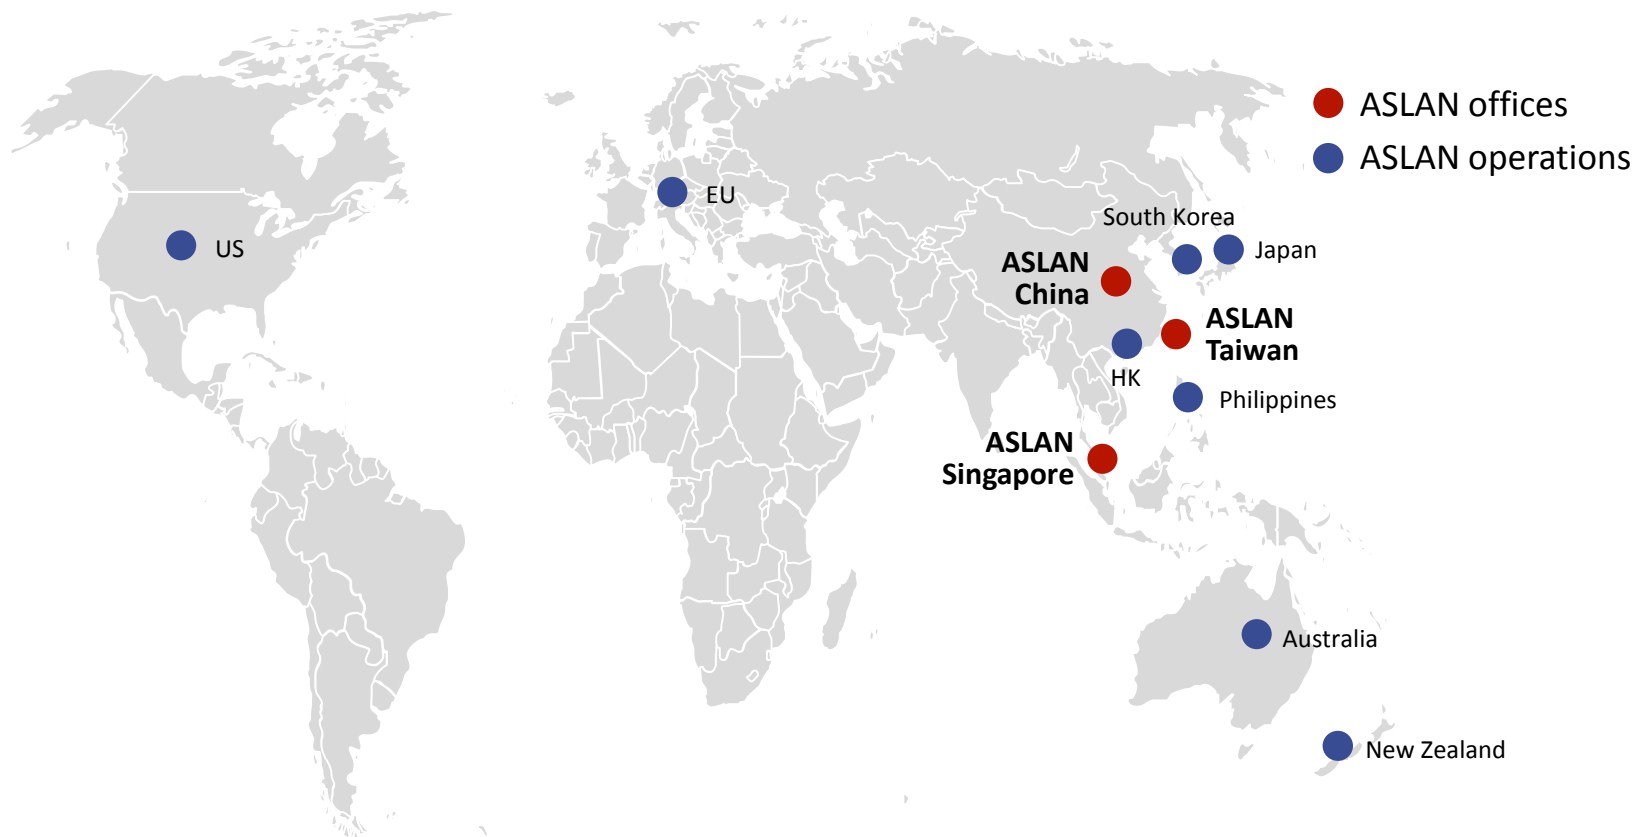 ASLAN offices
ASLAN operations
EU
South Korea
US
Japan
ASLAN
China
ASLAN
Taiwan
HK
Philippines
ASLAN
Singapore
Australia
New Zealand